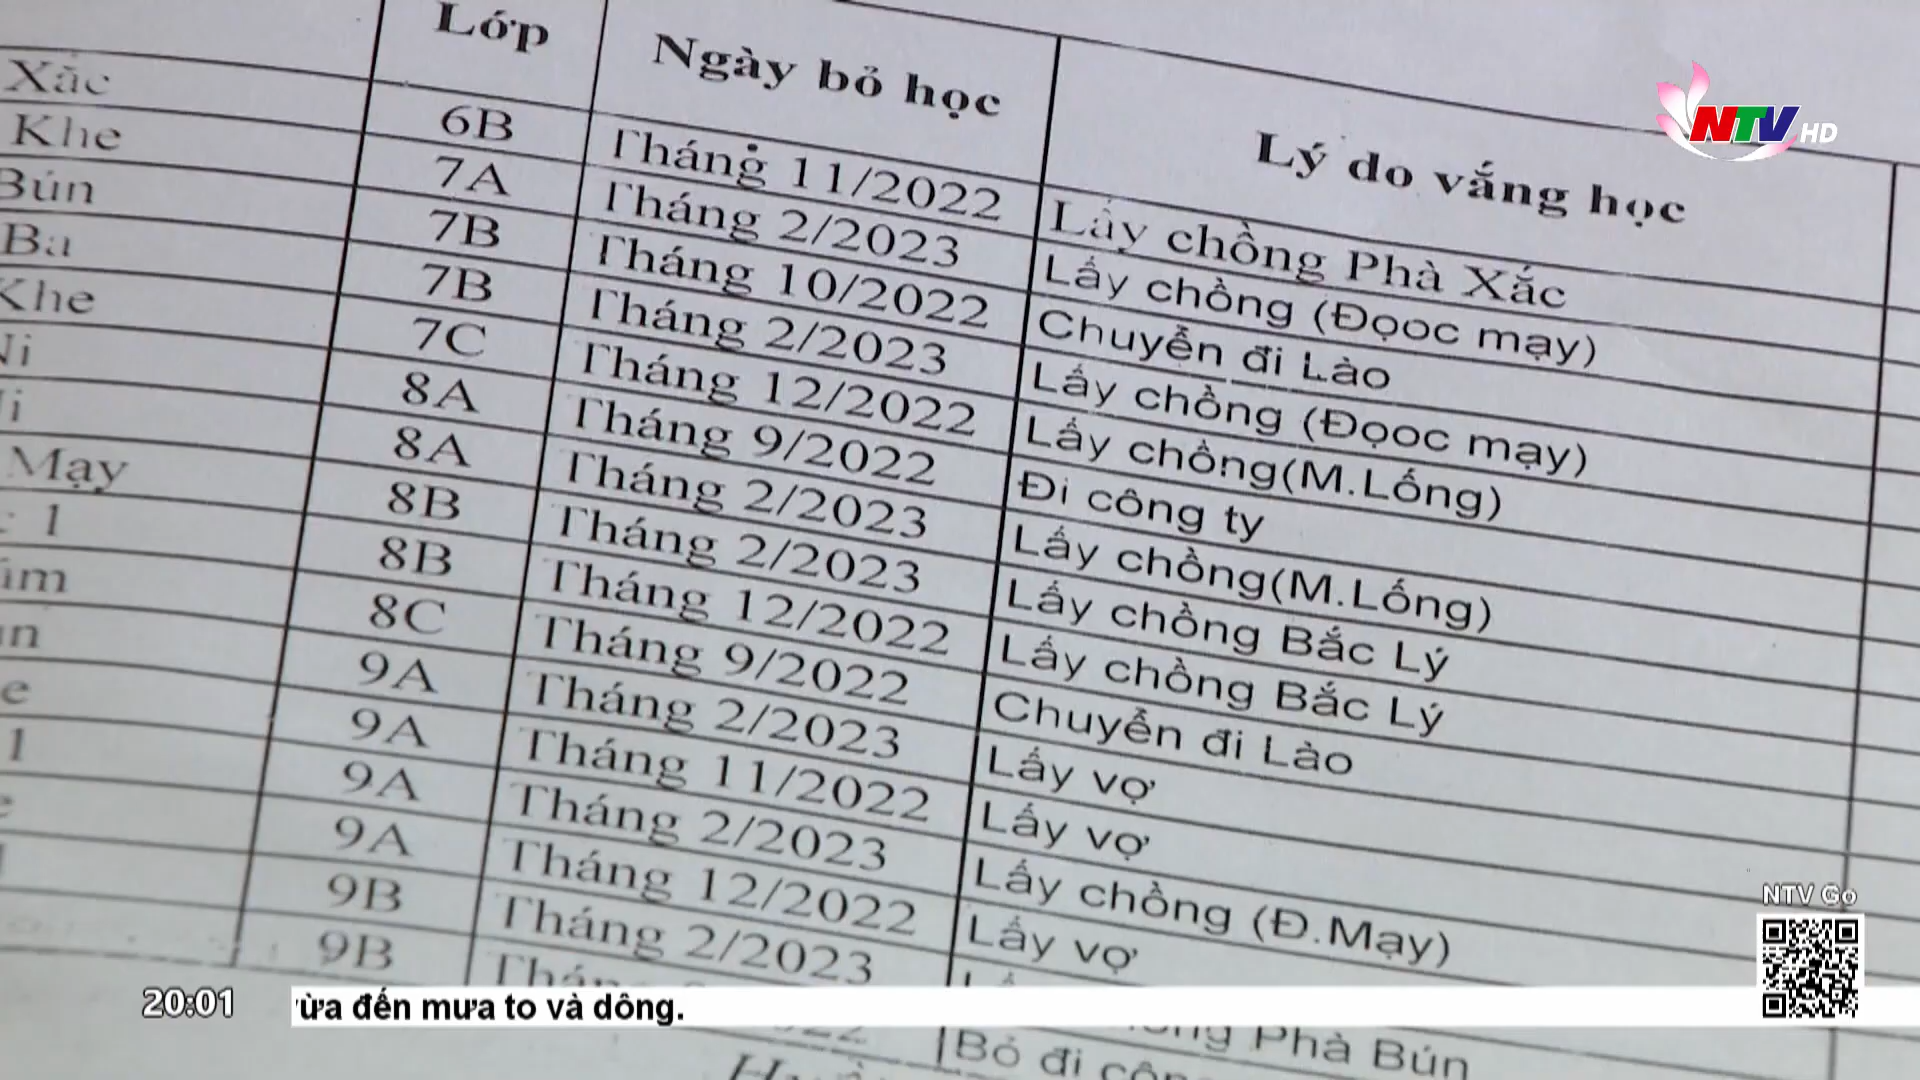 Lớp Ngày bỏ học Lý do vắng học
NTV HD
Xắc 6B Tháng 11/2022 Lấy chồng Phà Xắc
Khe 7A Tháng 2/2023 Lấy chồng (Đọoc mạy)
Bún 7B Tháng 10/2022 Chuyển đi Lào
Ba 7B Tháng 2/2023 Lấy chồng (Đọoc mạy)
Khe 7C Tháng 12/2022 Lấy chồng(M.Lống)
8A Tháng 9/2022 Đi công ty
8A Tháng 2/2023 Lấy chồng(M.Lống)
Mạy 8B Tháng 2/2023 Lấy chồng Bắc Lý
1 8B Tháng 12/2022 Lấy chồng Bắc Lý
8C Tháng 9/2022 Chuyển đi Lào
9A Tháng 2/2023 Lấy vợ
9A Tháng 11/2022 Lấy vợ
1 9A Tháng 2/2023 Lấy chồng (Đ.Mạy)
9A Tháng 12/2022 Lấy vợ
9B Tháng 2/2023
9B
Phà Bún
Bỏ đi
NTV Go
20:01
ừa đến mưa to và dông.